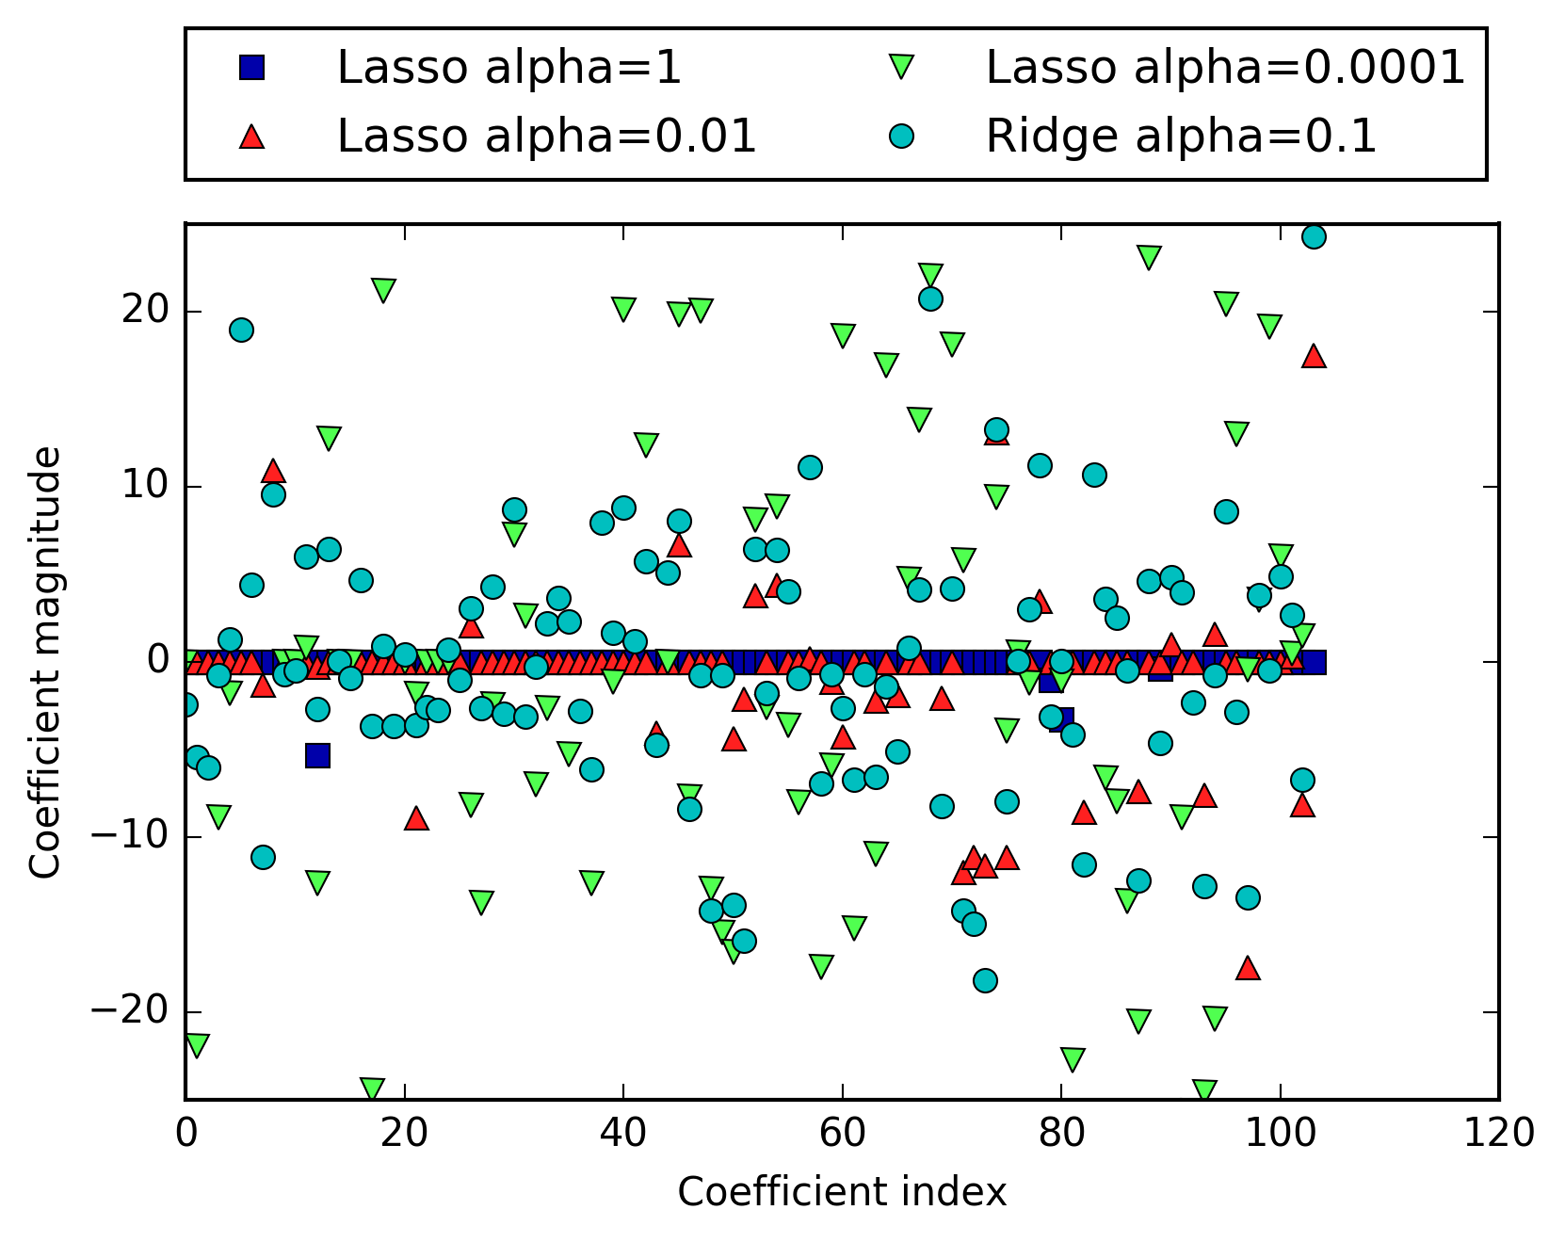 Lasso alpha=1
Lasso alpha=0.01
Lasso alpha=0.0001
Ridge alpha=0.1
20
10
0
−10
−20
Coefficient magnitude
0 20 40 60 80 100 120
Coefficient index